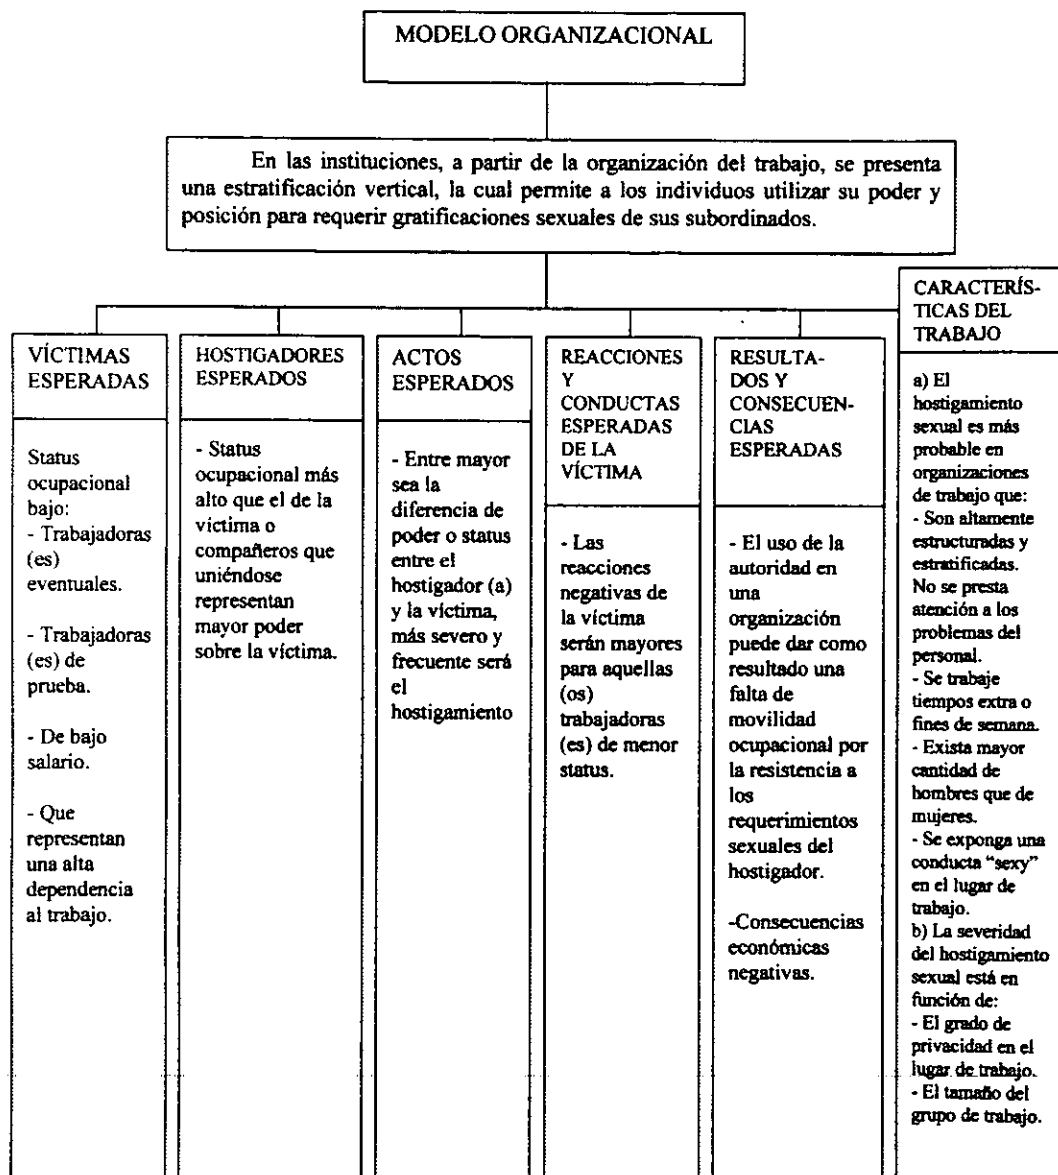 MODELO ORGANIZACIONAL
En las instituciones, a partir de la organización del trabajo, se presenta
una estratificación vertical, la cual permite a los individuos utilizar su poder y
posición para requerir gratificaciones sexuales de sus subordinados.
VÍCTIMAS
ESPERADAS
Status
ocupacional
bajo:
- Trabajadoras
(es)
eventuales.
- Trabajadoras
(es) de
prueba.
- De bajo
salario.
- Que
representan
una alta
dependencia
al trabajo.
HOSTIGADORES
ESPERADOS
- Status
ocupacional más
alto que el de la
víctima o
compañeros que
uniéndose
representan
mayor poder
sobre la víctima.
ACTOS
ESPERADOS
- Entre mayor
sea la
diferencia de
poder o status
entre el
hostigador (a)
y la víctima,
más severo y
frecuente será
el
hostigamiento
REACCIONES
Y
CONDUCTAS
ESPERADAS
DE LA
VÍCTIMA
- Las
reacciones
negativas de
la víctima
serán mayores
para aquellas
(os)
trabajadoras
(es) de menor
status.
RESULTA-
DOS Y
CONSECUEN-
CIAS
ESPERADAS
- El uso de la
autoridad en
una
organización
puede dar como
resultado una
falta de
movilidad
ocupacional por
la resistencia a
los
requerimientos
sexuales del
hostigador.
-Consecuencias
económicas
negativas.
CARACTERÍS-
TICAS DEL
TRABAJO
a) El
hostigamiento
sexual es más
probable en
organizaciones
de trabajo que:
- Son altamente
estructuradas y
estratificadas.
No se presta
atención a los
problemas del
personal.
- Se trabaje
tiempos extra o
fines de semana.
- Exista mayor
cantidad de
hombres que de
mujeres.
- Se exponga una
conducta “sexy”
en el lugar de
trabajo.
b) La severidad
del hostigamiento
sexual está en
función de:
- El grado de
privacidad en el
lugar de trabajo.
- El tamaño del
grupo de trabajo.